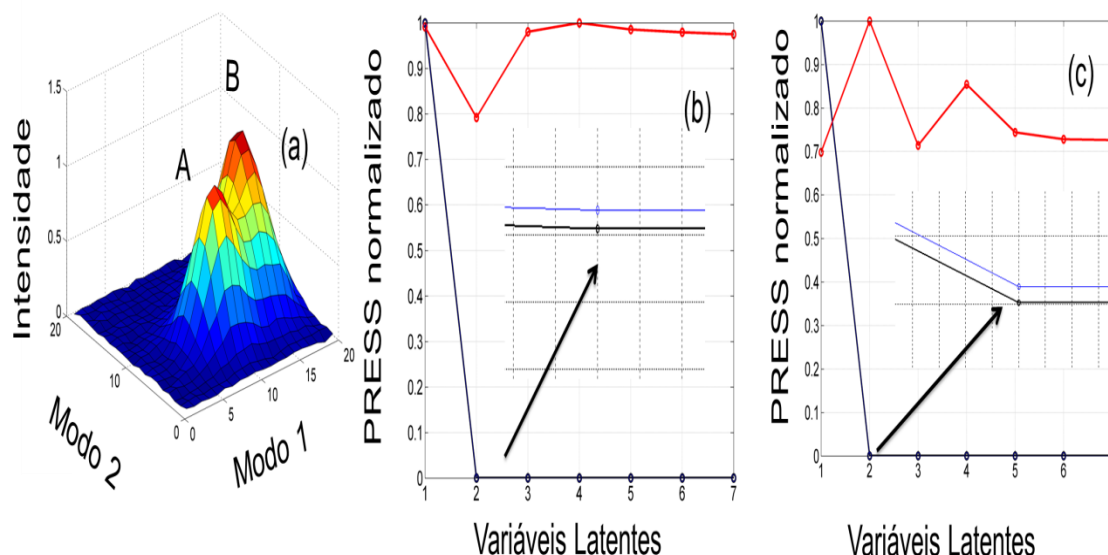 B
(a)
A
Intensidade
1.5
1
0.5
0
20
10
0
Modo 2
0
5
10
15
20
Modo 1
(b)
PRESS normalizado
1
0.9
0.8
0.7
0.6
0.5
0.4
0.3
0.2
0.1
0
1 2 3 4 5 6 7
Variáveis Latentes
(c)
PRESS normalizado
1
0.9
0.8
0.7
0.6
0.5
0.4
0.3
0.2
0.1
0
1 2 3 4 5 6
Variáveis Latentes